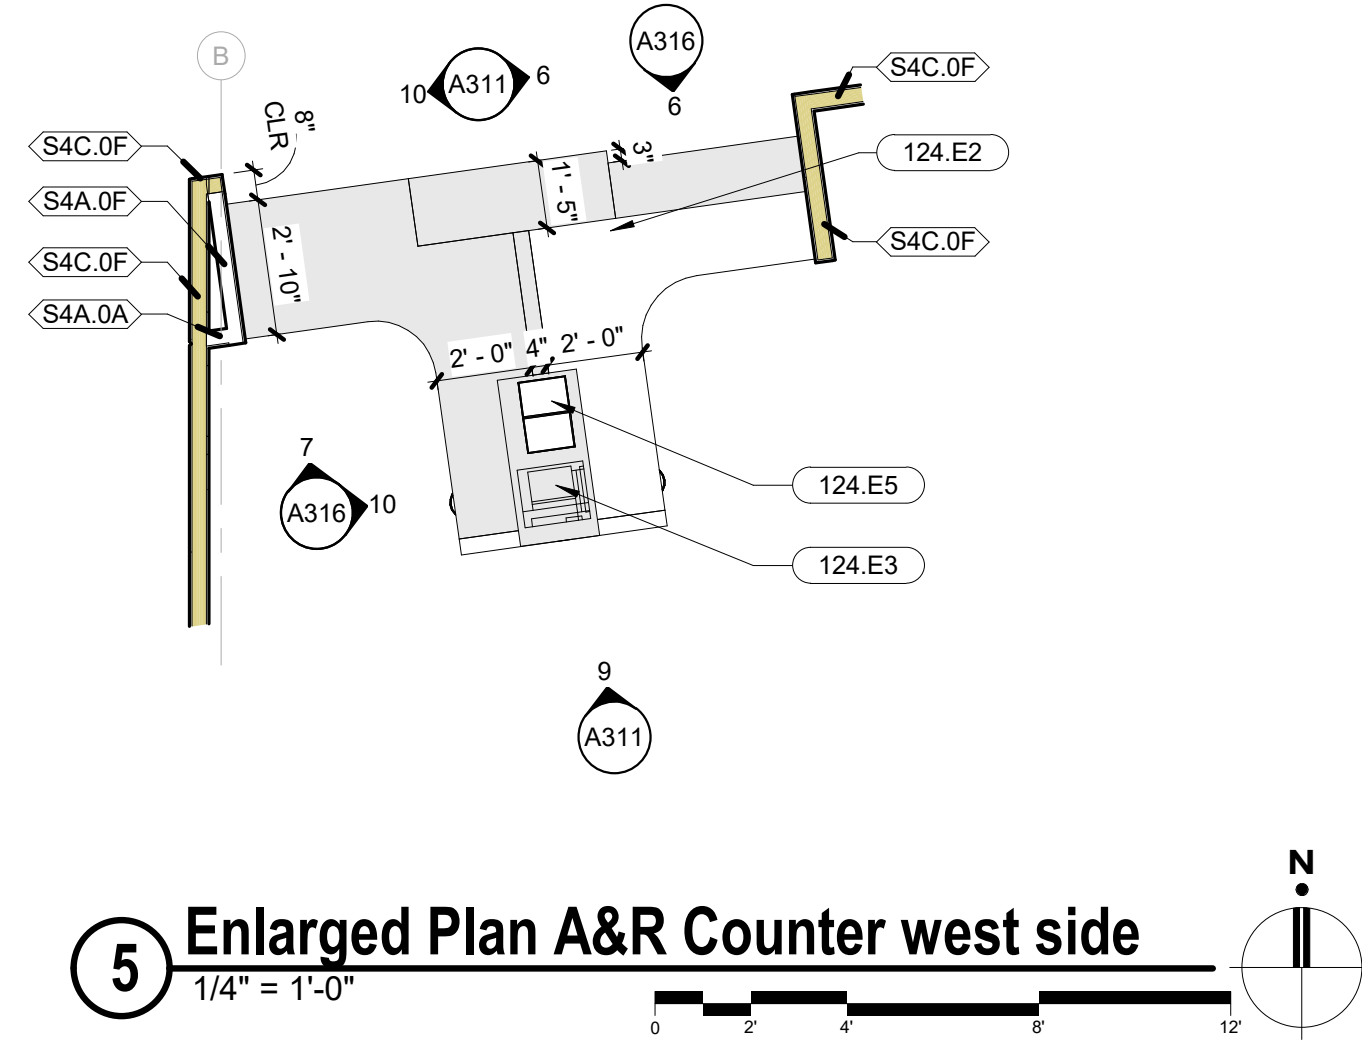 B
A316
6
A311
10
6
S4C.0F
8"
CLR
S4C.0F
3"
124.E2
1' - 5"
S4A.0F
2' - 10"
S4C.0F
S4C.0F
S4A.0A
2' - 0"
4"
2' - 0"
7
A316
10
124.E5
124.E3
9
A311
N
5
Enlarged Plan A&R Counter west side
1/4" = 1'-0"
0
2'
4'
8'
12'